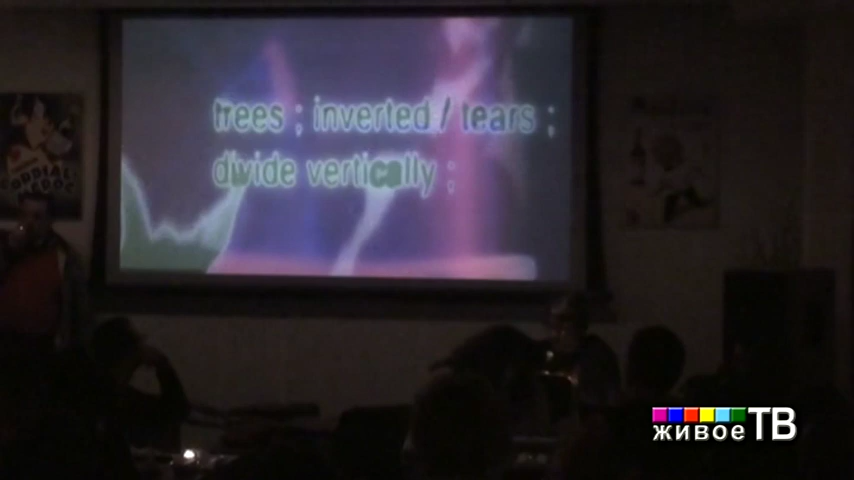 trees ; inverted / tears ;
divide vertically ;
живоеТВ